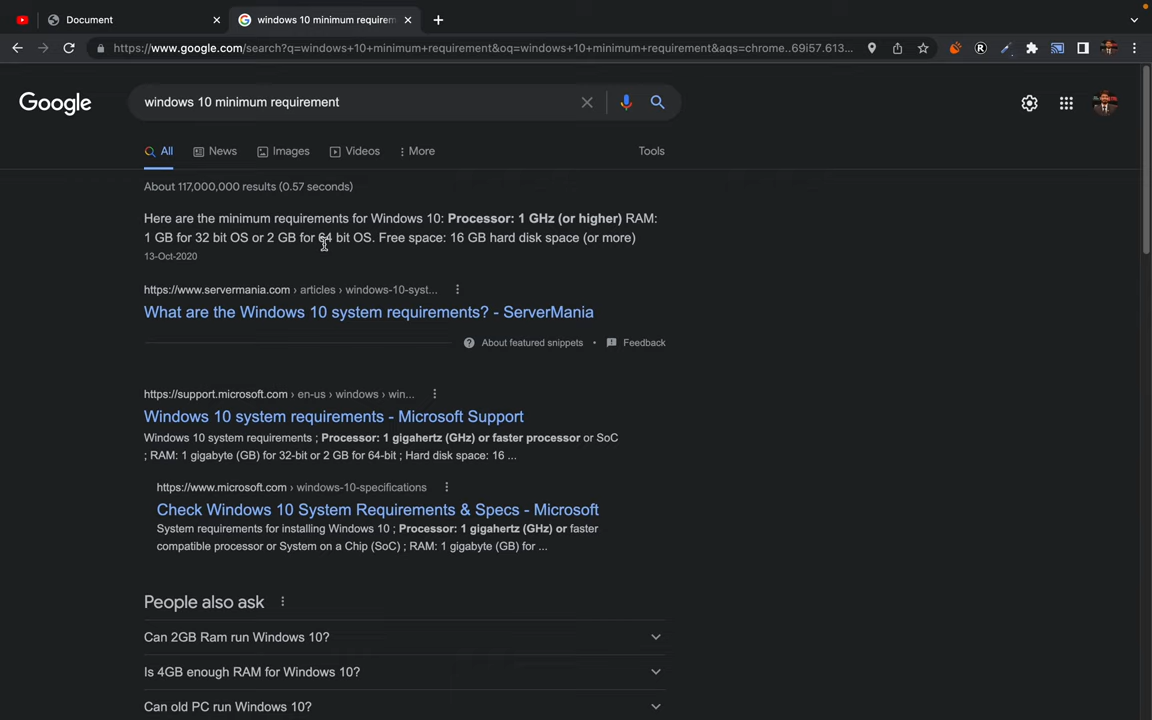 Document
windows 10 minimum requirem
https://www.google.com/search?q=windows+10+minimum+requirement&oq=windows+10+minimum+requirement&aqs=chrome..69i57.613...
Google
windows 10 minimum requirement
All
News
Images
Videos
More
Tools
About 117,000,000 results (0.57 seconds)
Here are the minimum requirements for Windows 10: Processor: 1 GHz (or higher) RAM:
1 GB for 32 bit OS or 2 GB for 64 bit OS. Free space: 16 GB hard disk space (or more)
13-Oct-2020
https://www.servermania.com › articles › windows-10-syst...
What are the Windows 10 system requirements? - ServerMania
About featured snippets • Feedback
https://support.microsoft.com › en-us › windows › win...
Windows 10 system requirements - Microsoft Support
Windows 10 system requirements ; Processor: 1 gigahertz (GHz) or faster processor or SoC
; RAM: 1 gigabyte (GB) for 32-bit or 2 GB for 64-bit ; Hard disk space: 16 ...
https://www.microsoft.com › windows-10-specifications
Check Windows 10 System Requirements & Specs - Microsoft
System requirements for installing Windows 10 ; Processor: 1 gigahertz (GHz) or faster
compatible processor or System on a Chip (SoC) ; RAM: 1 gigabyte (GB) for ...
People also ask
Can 2GB Ram run Windows 10?
Is 4GB enough RAM for Windows 10?
Can old PC run Windows 10?